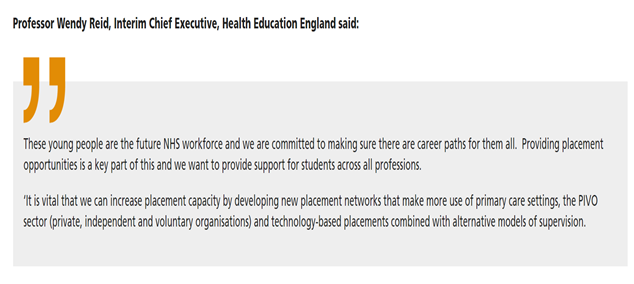 Professor Wendy Reid, Interim Chief Executive, Health Education England said:
”
These young people are the future NHS workforce and we are committed to making sure there are career paths for them all.  Providing placement
opportunities is a key part of this and we want to provide support for students across all professions.
‘It is vital that we can increase placement capacity by developing new placement networks that make more use of primary care settings, the PIVO
sector (private, independent and voluntary organisations) and technology-based placements combined with alternative models of supervision.